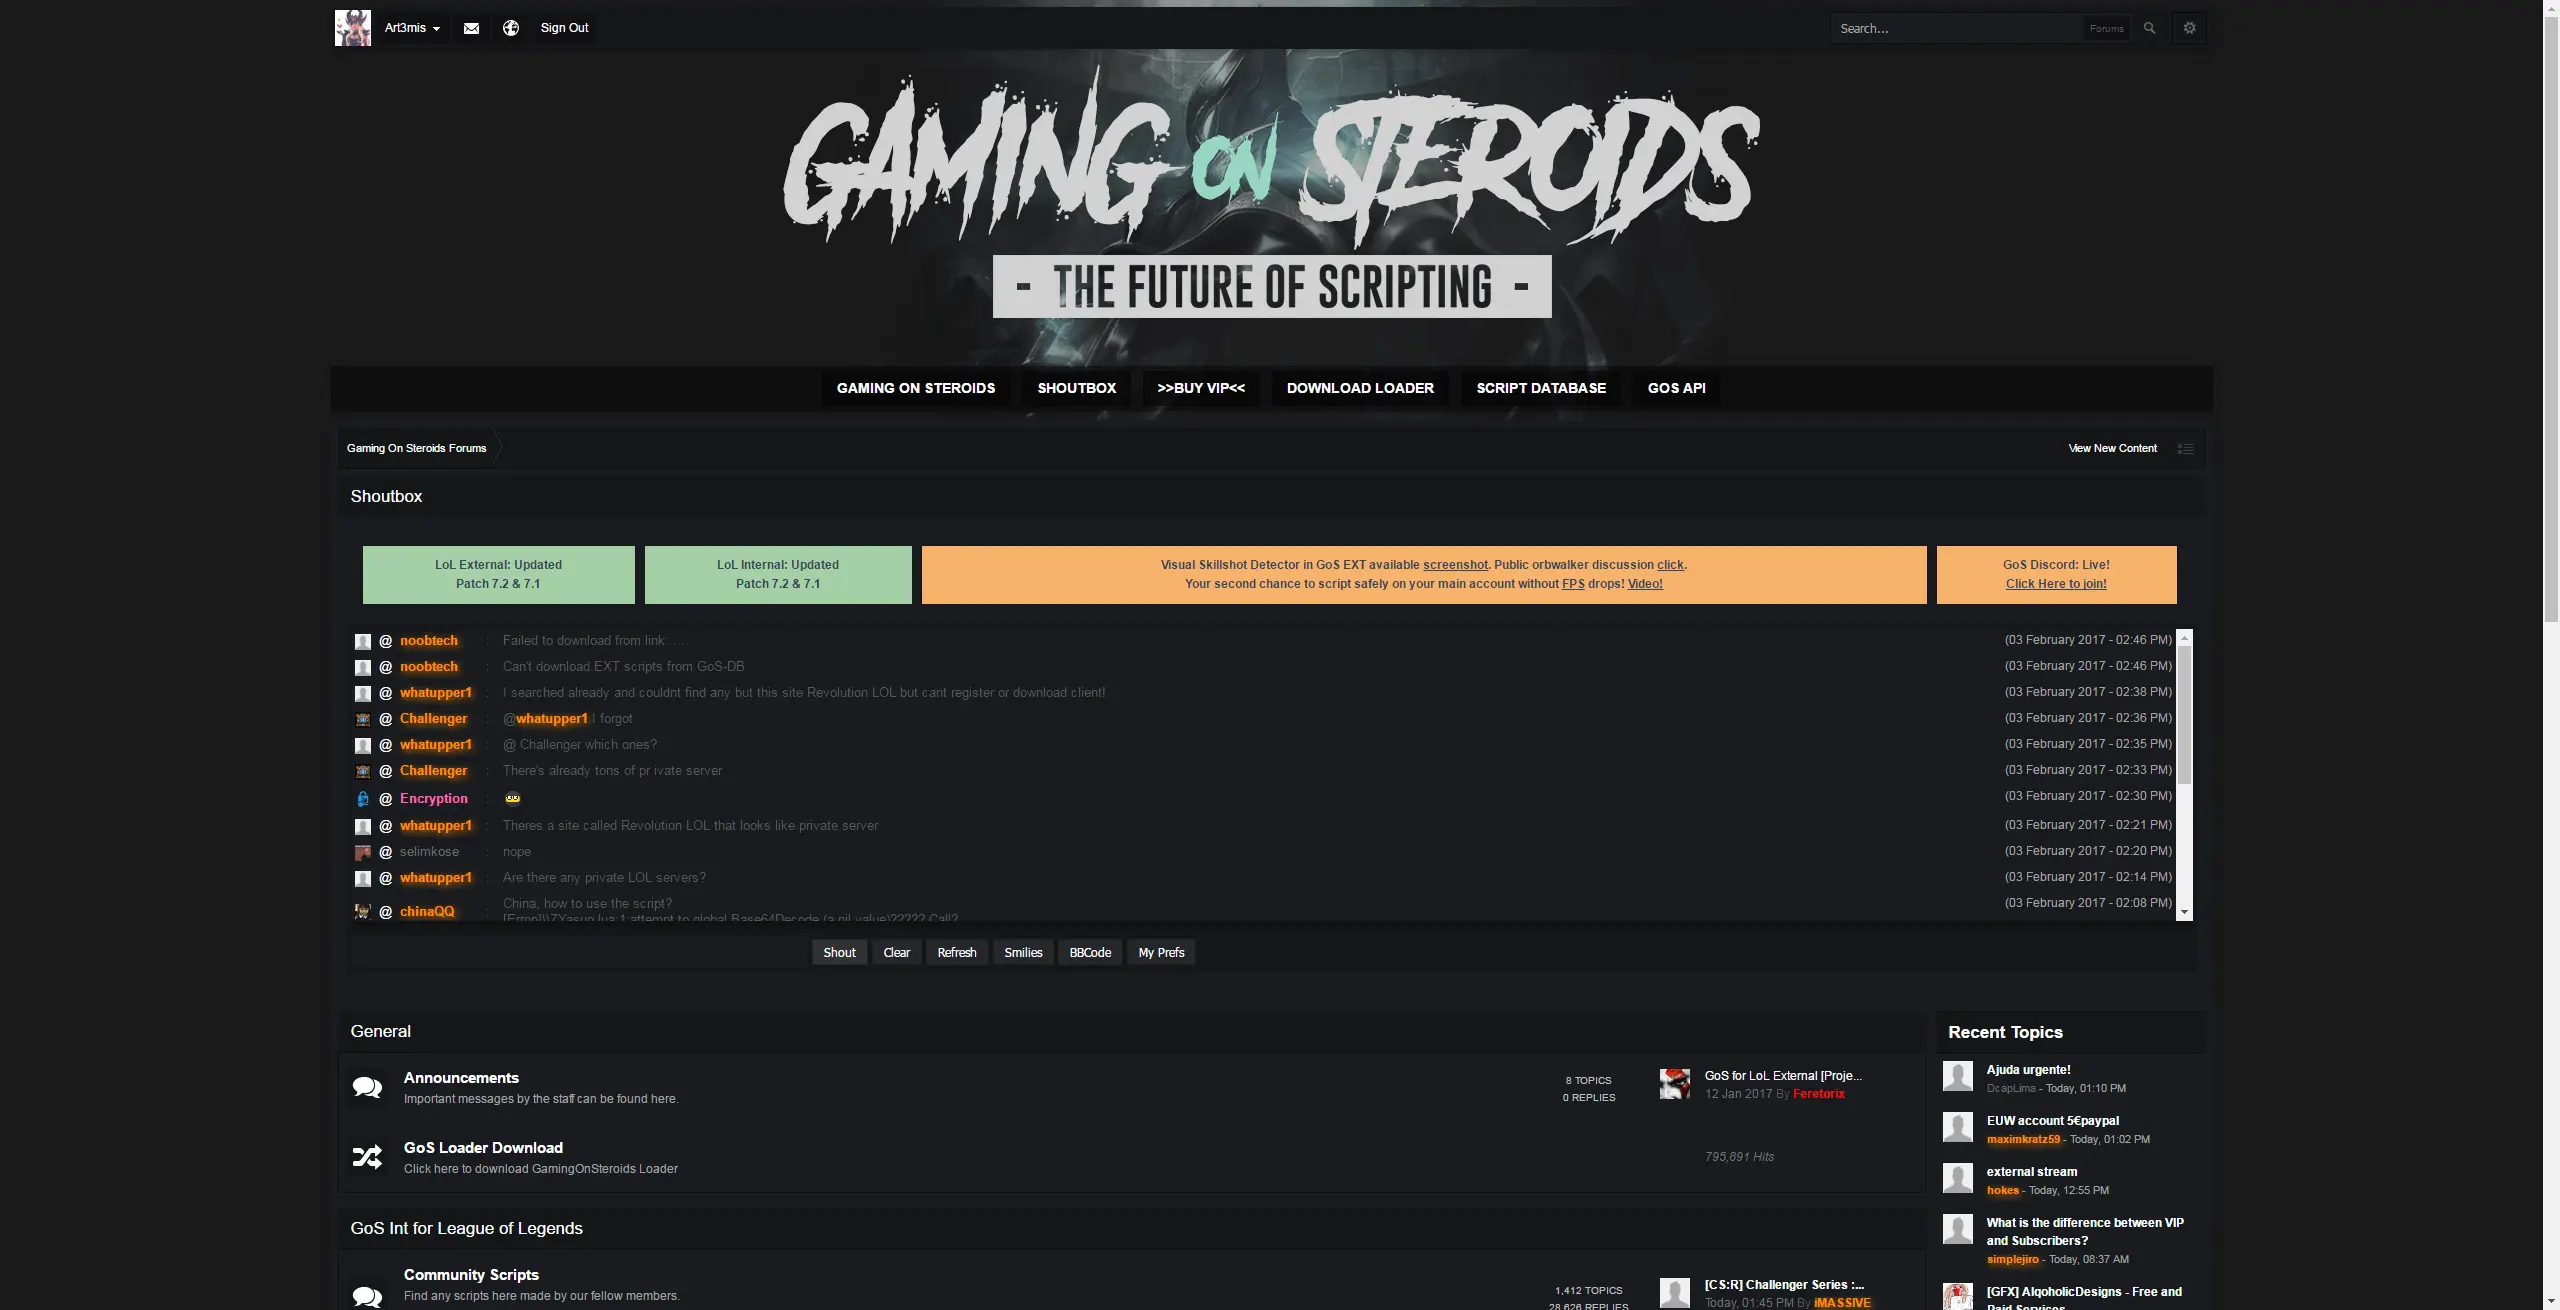 Art3mis
Sign Out
Search...
Forums
GAMING ON STEROIDS
- THE FUTURE OF SCRIPTING -
GAMING ON STEROIDS
SHOUTBOX
>>BUY VIP<<
DOWNLOAD LOADER
SCRIPT DATABASE
GOS API
Gaming On Steroids Forums
View New Content
Shoutbox
LoL External: Updated
Patch 7.2 & 7.1
LoL Internal: Updated
Patch 7.2 & 7.1
Visual Skillshot Detector in GoS EXT available screenshot. Public orbwalker discussion click.
Your second chance to script safely on your main account without FPS drops! Video!
GoS Discord: Live!
Click Here to join!
@ noobtech : Failed to download from link: .... (03 February 2017 - 02:46 PM)
@ noobtech : Can't download EXT scripts from GoS-DB (03 February 2017 - 02:46 PM)
@ whatupper1 : I searched already and couldnt find any but this site Revolution LOL but cant register or download client! (03 February 2017 - 02:38 PM)
@ Challenger : @whatupper1 I forgot (03 February 2017 - 02:36 PM)
@ whatupper1 : @ Challenger which ones? (03 February 2017 - 02:35 PM)
@ Challenger : There's already tons of pr ivate server (03 February 2017 - 02:33 PM)
@ Encryption : (03 February 2017 - 02:30 PM)
@ whatupper1 : Theres a site called Revolution LOL that looks like private server (03 February 2017 - 02:21 PM)
@ selimkose : nope (03 February 2017 - 02:20 PM)
@ whatupper1 : Are there any private LOL servers? (03 February 2017 - 02:14 PM)
@ chinaQQ : China, how to use the script? (03 February 2017 - 02:08 PM)
attempt to global Base64Decode (a nil value)????? Call?
Shout
Clear
Refresh
Smilies
BBCode
My Prefs
General
Announcements
Important messages by the staff can be found here.
8 TOPICS
0 REPLIES
GoS for LoL External [Proje...
12 Jan 2017 By Feretorix
GoS Loader Download
Click here to download GamingOnSteroids Loader
795,891 Hits
GoS Int for League of Legends
Community Scripts
Find any scripts here made by our fellow members.
1,412 TOPICS
28,626 REPLIES
[CS:R] Challenger Series :...
Today, 01:45 PM By iMASSIVE
Recent Topics
Ajuda urgente!
DcapLima - Today, 01:10 PM
EUW account 5€paypal
maximkratz59 - Today, 01:02 PM
external stream
hokes - Today, 12:55 PM
What is the difference between VIP
and Subscribers?
simplejiro - Today, 08:37 AM
[GFX] AlqoholicDesigns - Free and
Paid Services